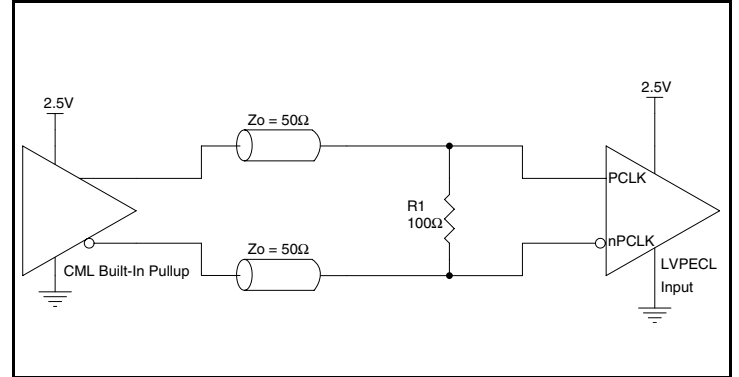 2.5V
2.5V
Zo = 50Ω
PCLK
R1
100Ω
Zo = 50Ω
nPCLK
CML Built-In Pullup
LVPECL
Input